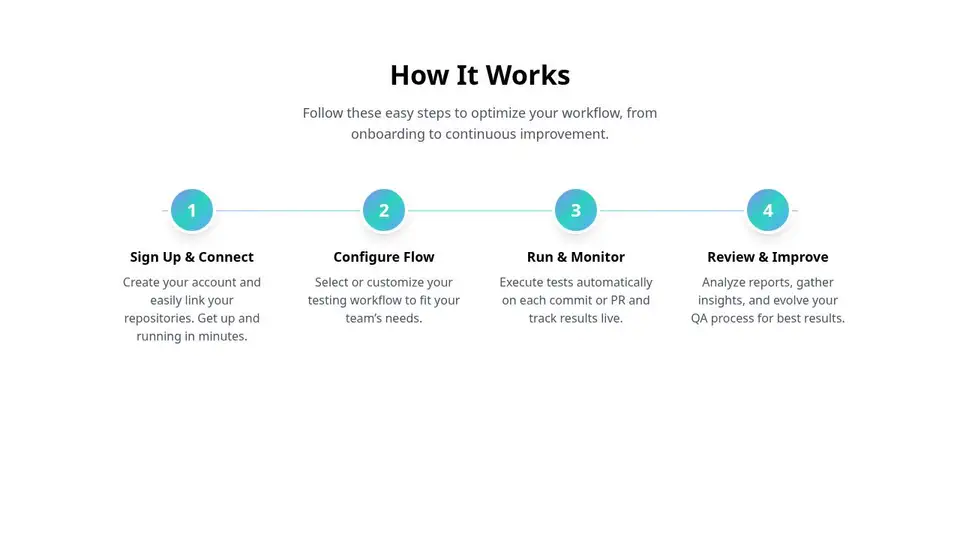 How It Works
Follow these easy steps to optimize your workflow, from
onboarding to continuous improvement.
1
Sign Up & Connect
Create your account and
easily link your
repositories. Get up and
running in minutes.
2
Configure Flow
Select or customize your
testing workflow to fit your
team’s needs.
3
Run & Monitor
Execute tests automatically
on each commit or PR and
track results live.
4
Review & Improve
Analyze reports, gather
insights, and evolve your
QA process for best results.